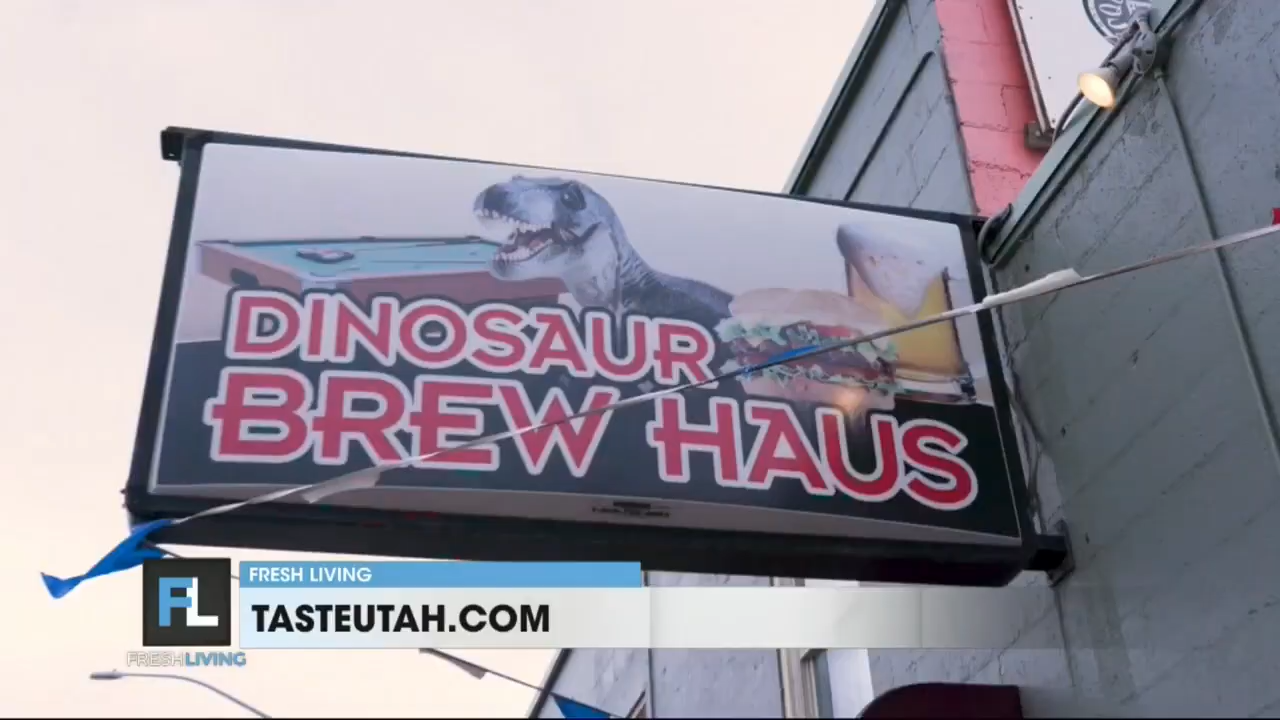 DINOSAUR
BREW HAUS
FL
FRESH LIVING
TASTEUTAH.COM
FRESHLIVING